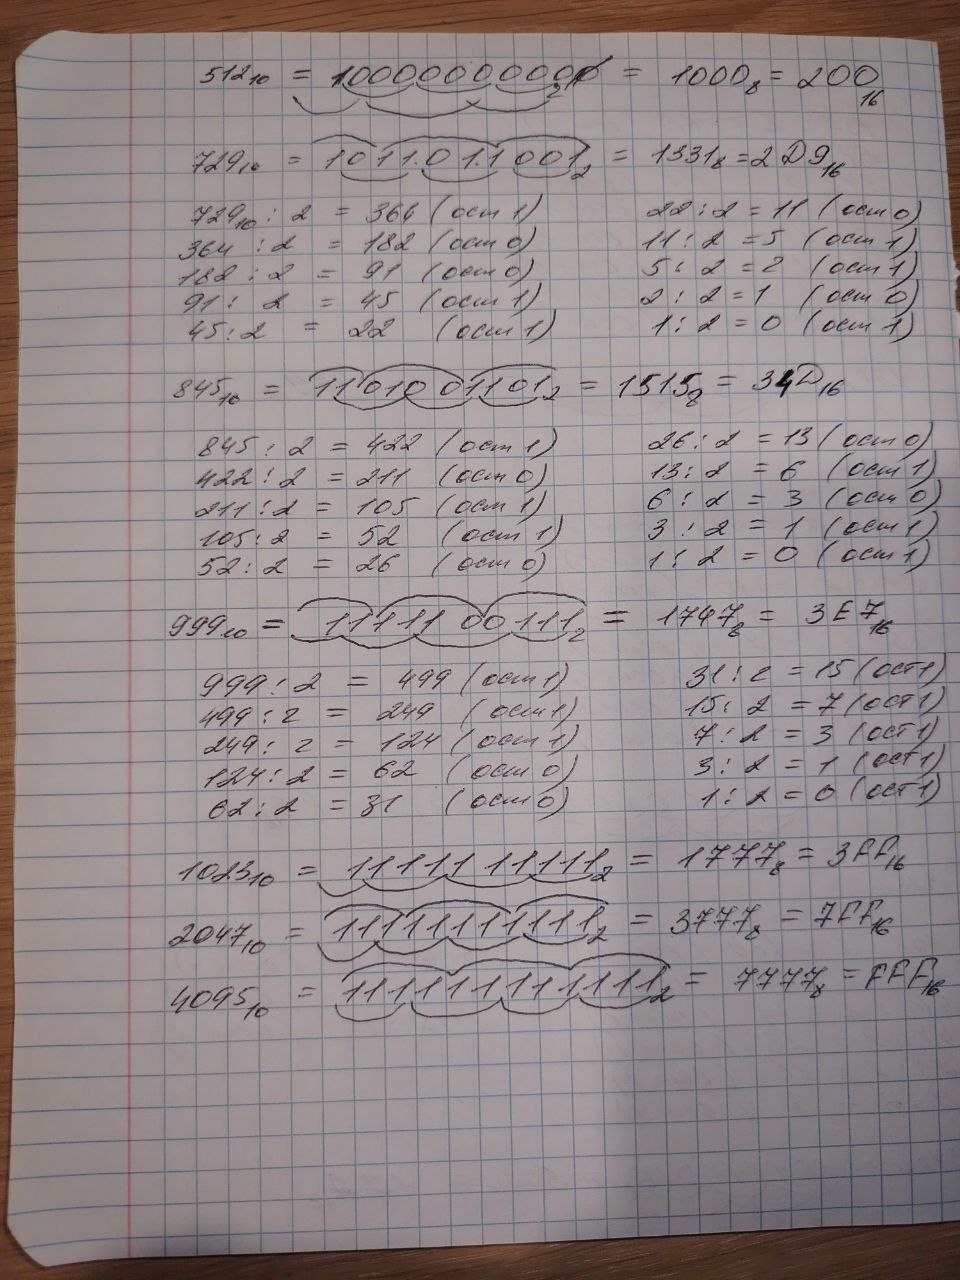 512₁₀ = 1000000000₂ = 1000₈ = 200₁₆
729₁₀ = 1011011001₂ = 1331₈ = 2D9₁₆
729₁₀ : 2 = 364 (ост 1) 22 : 2 = 11 (ост 0)
364 : 2 = 182 (ост 0) 11 : 2 = 5 (ост 1)
182 : 2 = 91 (ост 0) 5 : 2 = 2 (ост 1)
91 : 2 = 45 (ост 1) 2 : 2 = 1 (ост 0)
45 : 2 = 22 (ост 1) 1 : 2 = 0 (ост 1)
845₁₀ = 1101001101₂ = 1515₈ = 34D₁₆
845 : 2 = 422 (ост 1) 26 : 2 = 13 (ост 0)
422 : 2 = 211 (ост 0) 13 : 2 = 6 (ост 1)
211 : 2 = 105 (ост 1) 6 : 2 = 3 (ост 0)
105 : 2 = 52 (ост 1) 3 : 2 = 1 (ост 1)
52 : 2 = 26 (ост 0) 1 : 2 = 0 (ост 1)
999₁₀ = 1111100111₂ = 1747₈ = 3E7₁₆
999 : 2 = 499 (ост 1) 31 : 2 = 15 (ост 1)
499 : 2 = 249 (ост 1) 15 : 2 = 7 (ост 1)
249 : 2 = 124 (ост 1) 7 : 2 = 3 (ост 1)
124 : 2 = 62 (ост 0) 3 : 2 = 1 (ост 1)
62 : 2 = 31 (ост 0) 1 : 2 = 0 (ост 1)
1023₁₀ = 1111111111₂ = 1777₈ = 3FF₁₆
2047₁₀ = 11111111111₂ = 3777₈ = 7FF₁₆
4095₁₀ = 111111111111₂ = 7777₈ = FFF₁₆